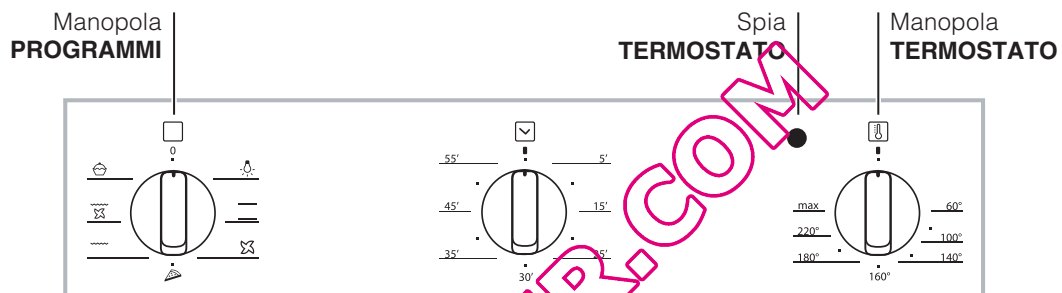 Manopola
PROGRAMMI
Spia
TERMOSTATO
Manopola
TERMOSTATO
0
55' 5'
45' 15'
35' 25'
30'
max 60°
220° 100°
180° 140°
160°
R.COM